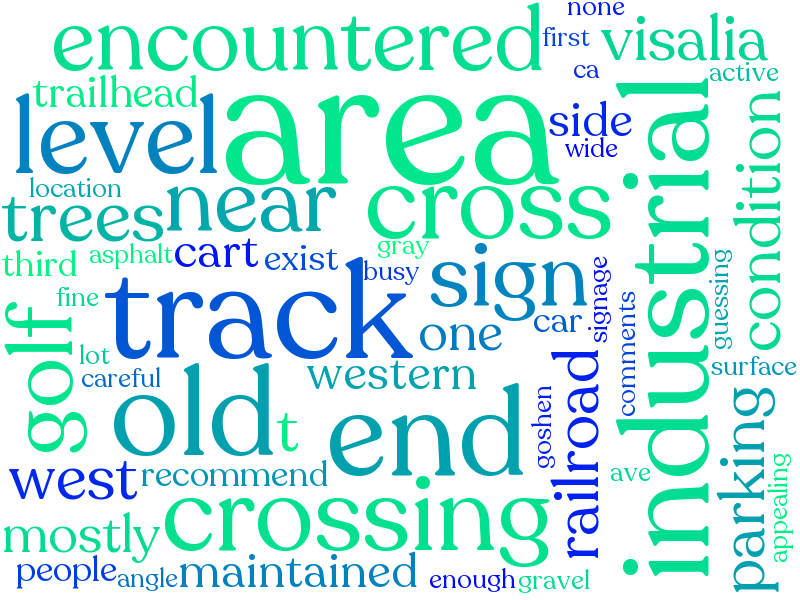 none
encountered
first
visalia
ca
active
trailhead
area
side
level
wide
industrial
condition
location
trees
near
cross
asphalt
cart
exist
gray
busy
sign
third
signage
guessing
fine
track
one
car
golf
lot
careful
western
comments
surface
old
t
end
goshen
railroad
parking
west
recommend
ave
appealing
mostly
crossing
people
angle
maintained
enough
gravel